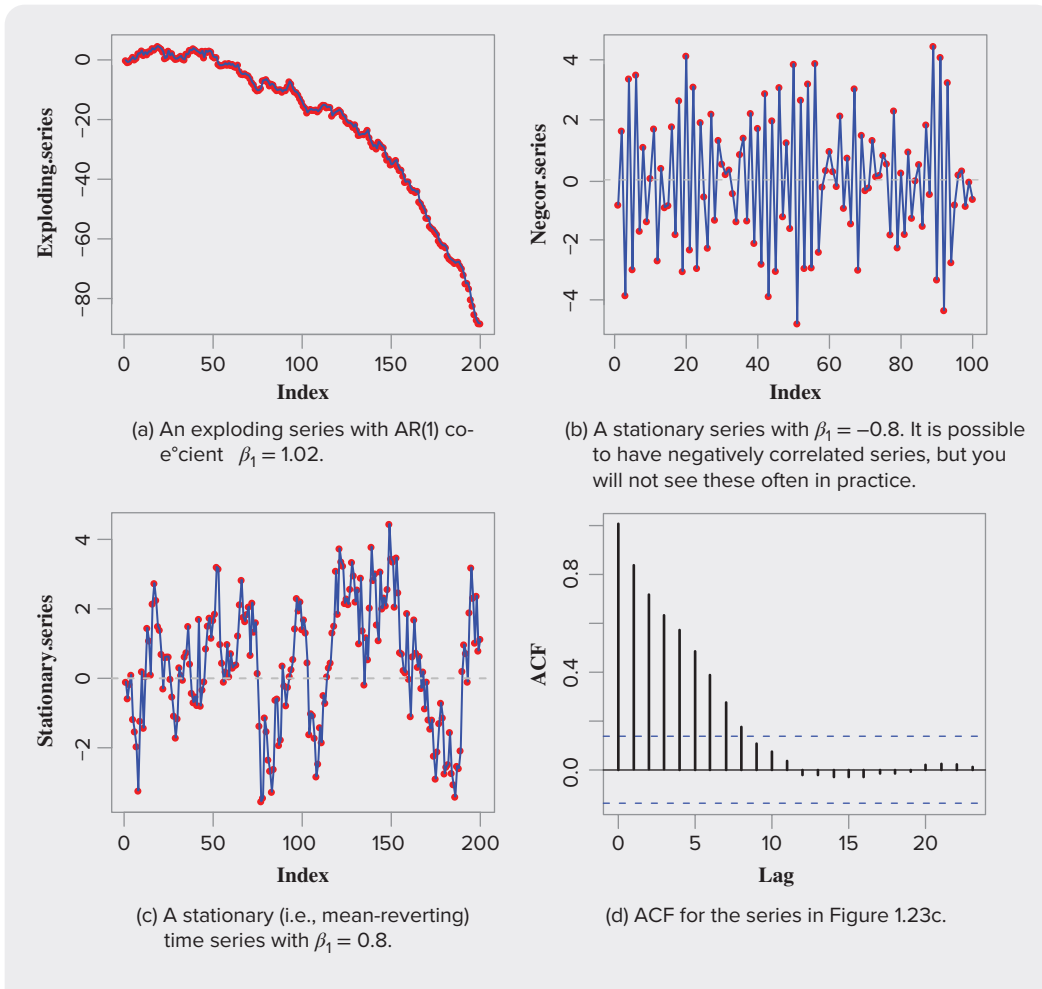 Exploding.series
0
−20
−40
−60
−80
0 50 100 150 200
Index
(a) An exploding series with AR(1) co-
e°cient β1 = 1.02.
Negcor.series
4
2
0
−2
−4
0 20 40 60 80 100
Index
(b) A stationary series with β1 = −0.8. It is possible
to have negatively correlated series, but you
will not see these often in practice.
Stationary.series
4
2
0
−2
0 50 100 150 200
Index
(c) A stationary (i.e., mean-reverting)
time series with β1 = 0.8.
ACF
0.8
0.4
0.0
0 5 10 15 20
Lag
(d) ACF for the series in Figure 1.23c.